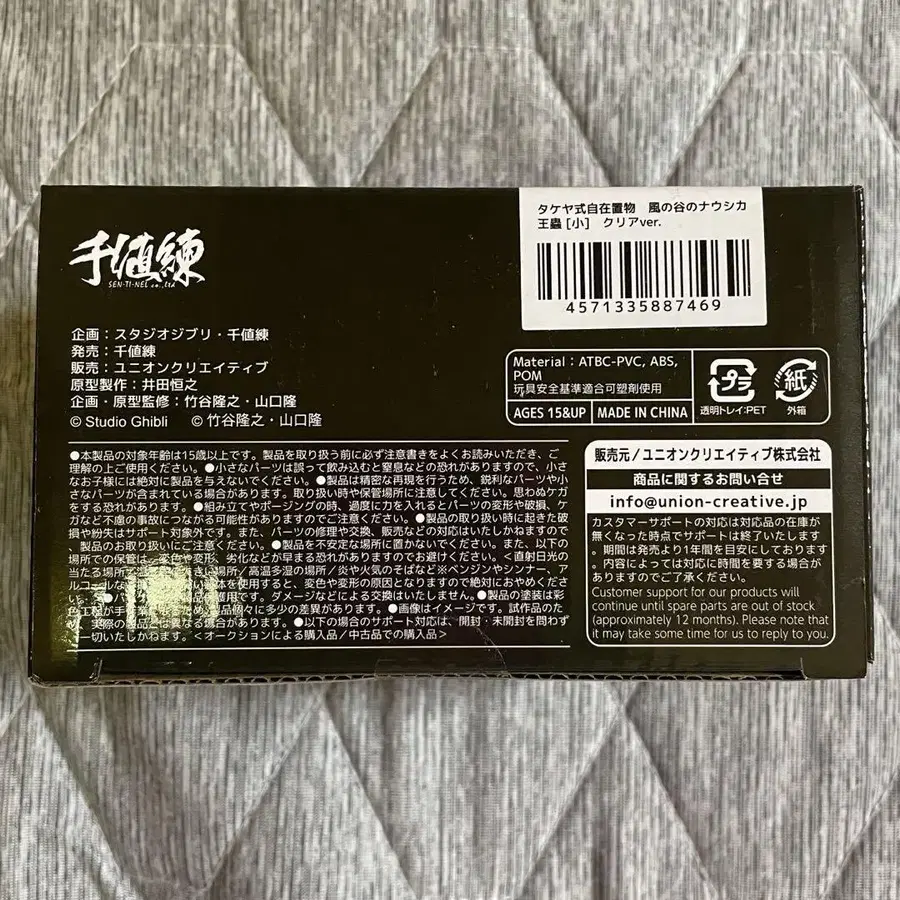 千値練
SEN-TI-NEL co.,ltd
タケヤ式自在置物　風の谷のナウシカ
王蟲 [小]　クリアver.
4571335887469
企画：スタジオジブリ・千値練
発売：千値練
販売：ユニオンクリエイティブ
原型製作：井田恒之
企画・原型監修：竹谷隆之・山口隆
© Studio Ghibli　© 竹谷隆之・山口隆
Material：ATBC-PVC, ABS,
POM
玩具安全基準適合可塑剤使用
AGES 15&UP
MADE IN CHINA
プラ
透明トレイ:PET
紙
外箱
●本製品の対象年齢は15歳以上です。製品を取り扱う前に必ず注意書きをよくお読みいただき、ご
理解の上ご使用ください。●小さなパーツは誤って飲み込むと窒息などの恐れがありますので、小さ
なお子様には絶対に製品を与えないでください。●製品は精密な再現を行うため、鋭利なパーツや小
さなパーツが含まれている場合があります。取り扱い時や保管場所に注意してください。思わぬケガ
をする恐れがあります。●組み立てやポージングの時、過度に力を入れるとパーツの変形や破損、ケ
ガなど不慮の事故につながる可能性がありますのでご注意ください。●製品の取り扱い時に起きた破
損や紛失はサポート対象外です。また、パーツの修理や交換、販売などの対応はいたしかねますので
、製品のお取り扱いにご注意ください。●製品を不安定な場所に置かないでください。また、以下の
場所での保管は、変色や変形、劣化などが早まる恐れがありますのでお避けください。＜直射日光の
当たる場所／高温多湿の場所／炎や火気のそばなど※ベンジンやシンナー、ア
ルコールな を使用すると、変色や変形の原因となりますので絶対におやめくださ
い。 保護用です。ダメージなどによる交換はいたしません。●製品の塗装は彩
色工程が手 個々に多少の差異があります。●画像はイメージです。試作品のた
め、実際の製品とは異なる場合があります。●以下の場合のサポートは、開封・未開封を問わず
一切いたしかねます。＜オークションによる購入品／中古品での購入品＞
販売元／ユニオンクリエイティブ株式会社
商品に関するお問い合せ
info@union-creative.jp
カスタマーサポートの対応は対応品の在庫が
無くなった時点でサポートは終了いたします
。期間は発売より1年間を目安にしております
。内容によっては対応に時間を要する場合が
ありますのでご了承ください。
Customer support for our products will
continue until spare parts are out of stock
(approximately 12 months). Please note that
it may take some time for us to reply to you.